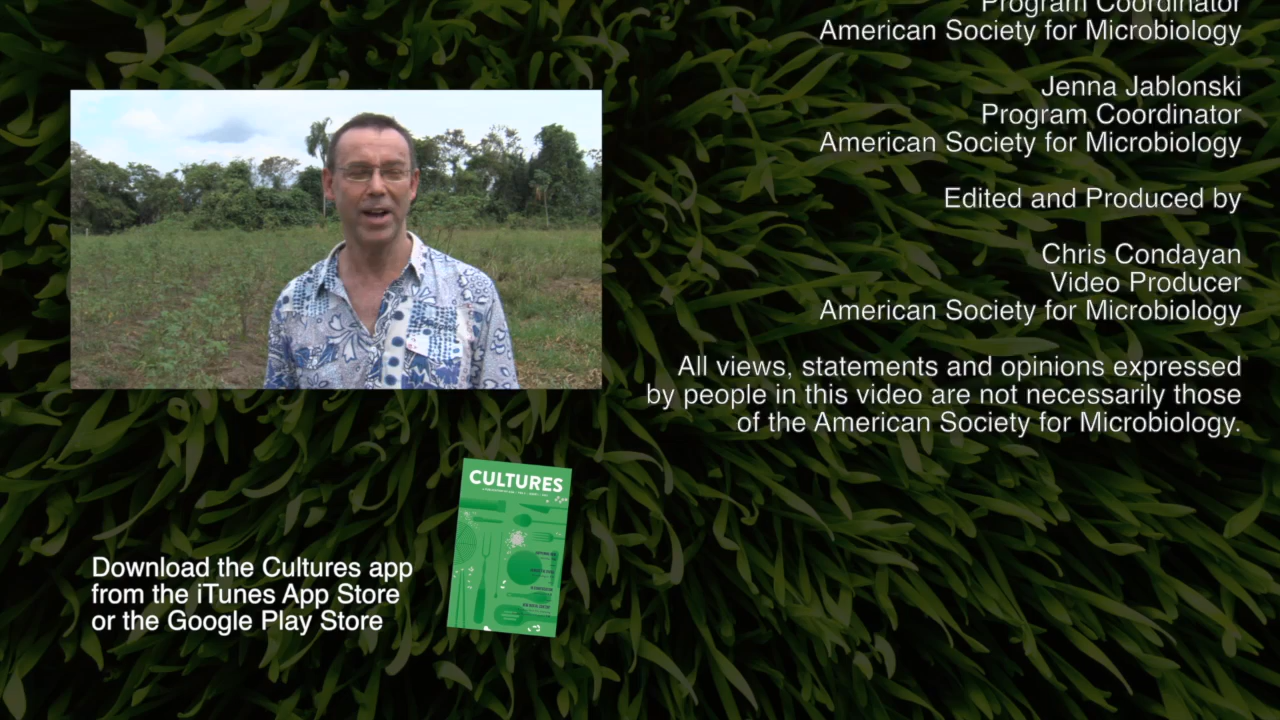 Program Coordinator
American Society for Microbiology
Jenna Jablonski
Program Coordinator
American Society for Microbiology
Edited and Produced by
Chris Condayan
Video Producer
American Society for Microbiology
All views, statements and opinions expressed
by people in this video are not necessarily those
of the American Society for Microbiology.
CULTURES
Download the Cultures app
from the iTunes App Store
or the Google Play Store